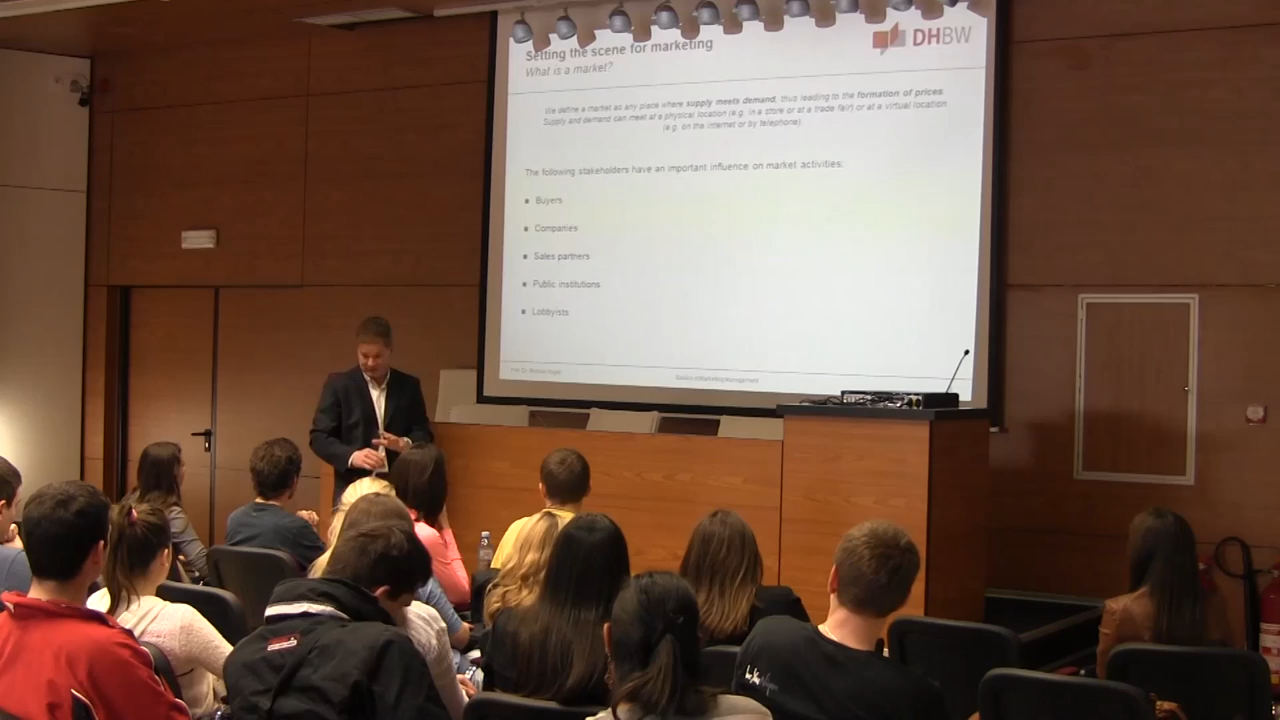 Setting the scene for marketing
DHBW
What is a market?
We define a market as any place where supply meets demand, thus leading to the formation of prices.
Supply and demand can meet at a physical location (e.g. in a store or at a trade fair) or at a virtual location
(e.g. on the internet or by telephone).
The following stakeholders have an important influence on market activities:
■ Buyers
■ Companies
■ Sales partners
■ Public institutions
■ Lobbyists
Prof. Dr.
Basics of Marketing Management